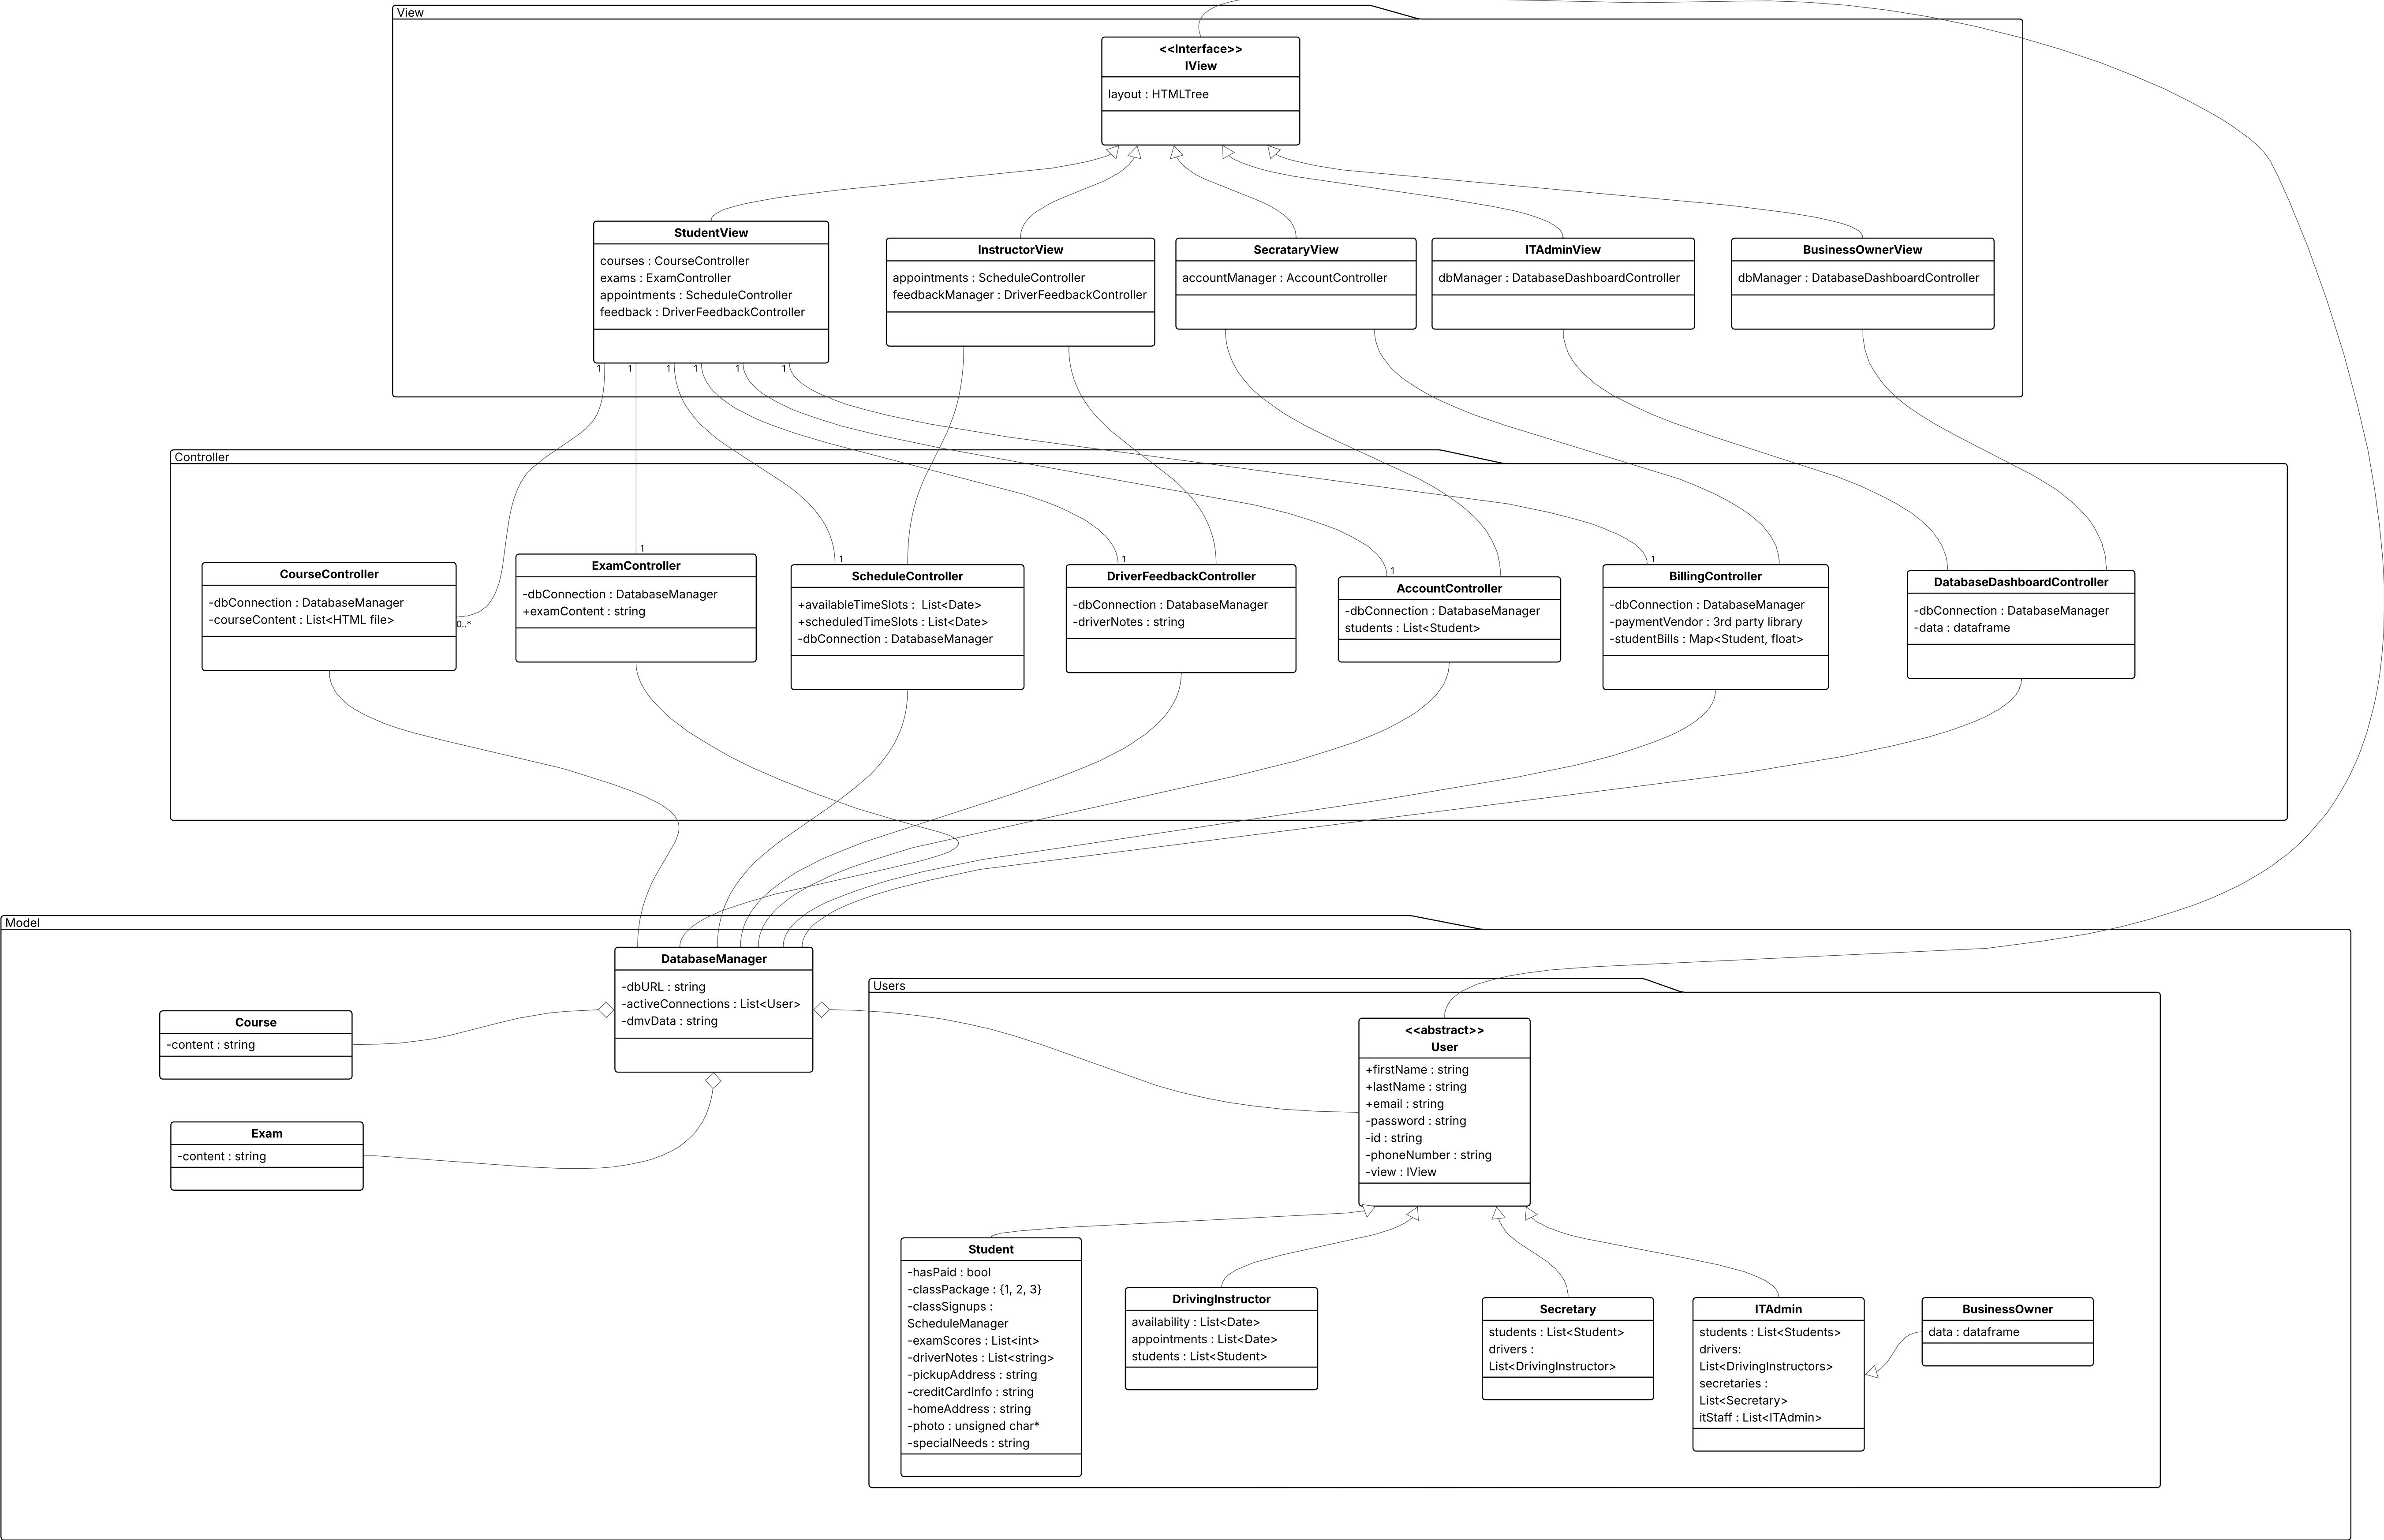 View
<<Interface>>
IView
layout : HTMLTree
StudentView
courses : CourseController
exams : ExamController
appointments : ScheduleController
feedback : DriverFeedbackController
InstructorView
appointments : ScheduleController
feedbackManager : DriverFeedbackController
SecrataryView
accountManager : AccountController
ITAdminView
dbManager : DatabaseDashboardController
BusinessOwnerView
dbManager : DatabaseDashboardController
1
1
1
1
1
1
Controller
CourseController
-dbConnection : DatabaseManager
-courseContent : List<HTML file>
0..*
1
ExamController
-dbConnection : DatabaseManager
+examContent : string
1
ScheduleController
+availableTimeSlots : List<Date>
+scheduledTimeSlots : List<Date>
-dbConnection : DatabaseManager
1
DriverFeedbackController
-dbConnection : DatabaseManager
-driverNotes : string
1
AccountController
-dbConnection : DatabaseManager
students : List<Student>
1
BillingController
-dbConnection : DatabaseManager
-paymentVendor : 3rd party library
-studentBills : Map<Student, float>
DatabaseDashboardController
-dbConnection : DatabaseManager
-data : dataframe
Model
DatabaseManager
-dbURL : string
-activeConnections : List<User>
-dmvData : string
Course
-content : string
Exam
-content : string
Users
<<abstract>>
User
+firstName : string
+lastName : string
+email : string
-password : string
-id : string
-phoneNumber : string
-view : IView
Student
-hasPaid : bool
-classPackage : {1, 2, 3}
-classSignups :
ScheduleManager
-examScores : List<int>
-driverNotes : List<string>
-pickupAddress : string
-creditCardInfo : string
-homeAddress : string
-photo : unsigned char*
-specialNeeds : string
DrivingInstructor
availability : List<Date>
appointments : List<Date>
students : List<Student>
Secretary
students : List<Student>
drivers :
List<DrivingInstructor>
ITAdmin
students : List<Students>
drivers:
List<DrivingInstructors>
secretaries :
List<Secretary>
itStaff : List<ITAdmin>
BusinessOwner
data : dataframe